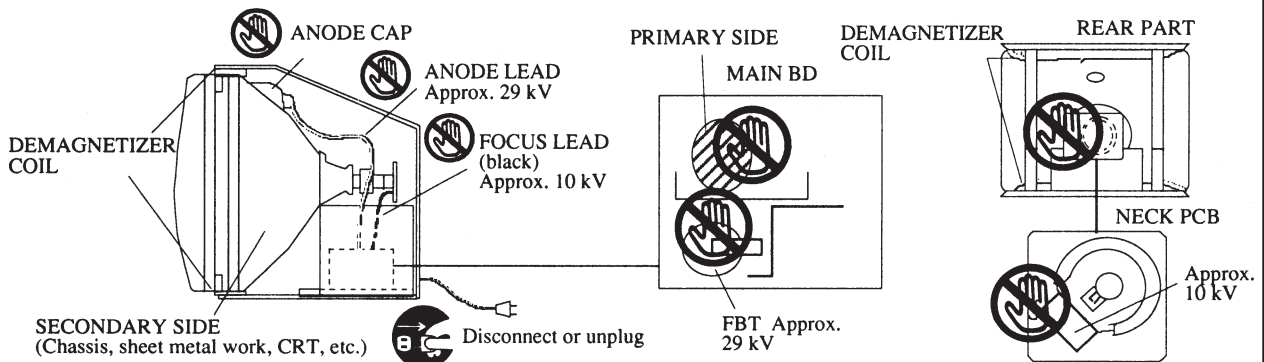 ANODE CAP
ANODE LEAD
Approx. 29 kV
FOCUS LEAD
(black)
Approx. 10 kV
DEMAGNETIZER
COIL
SECONDARY SIDE
(Chassis, sheet metal work, CRT, etc.)
Disconnect or unplug
PRIMARY SIDE
MAIN BD
FBT Approx.
29 kV
DEMAGNETIZER
COIL
REAR PART
NECK PCB
Approx.
10 kV